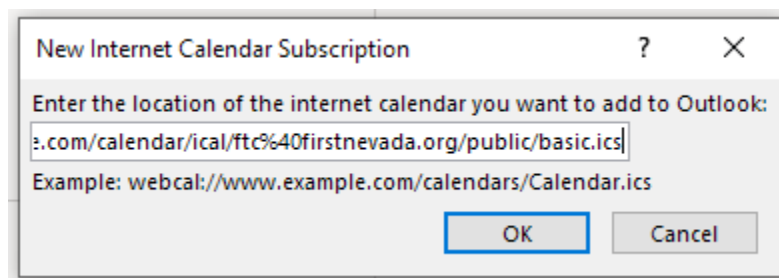 New Internet Calendar Subscription ? X
Enter the location of the internet calendar you want to add to Outlook:
e.com/calendar/ical/ftc%40firstnevada.org/public/basic.ics
Example: webcal://www.example.com/calendars/Calendar.ics
OK Cancel